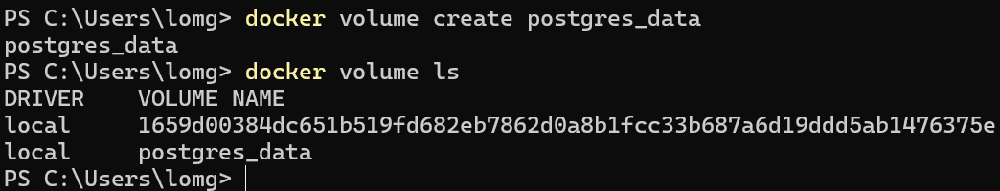 PS C:\Users\lomg> docker volume create postgres_data
postgres_data
PS C:\Users\lomg> docker volume ls
DRIVER    VOLUME NAME
local     1659d00384dc651b519fd682eb7862d0a8b1fcc33b687a6d19ddd5ab1476375e
local     postgres_data
PS C:\Users\lomg>